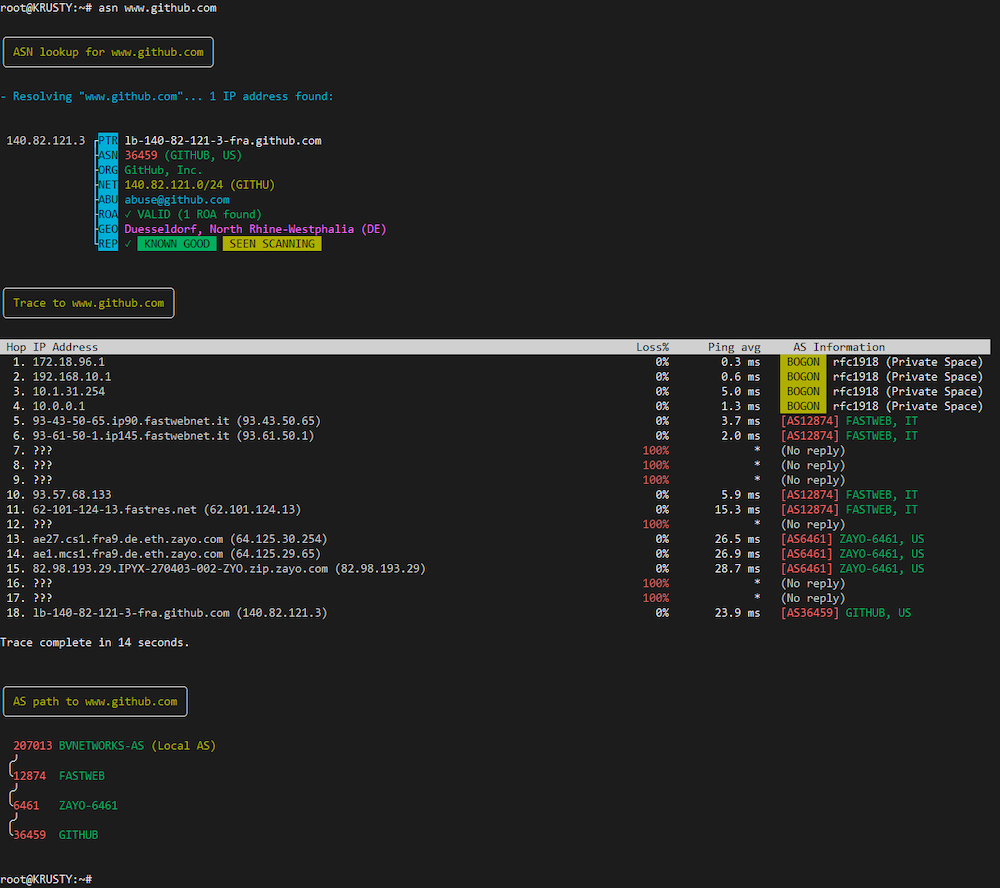 root@KRUSTY:~# asn www.github.com
ASN lookup for www.github.com
- Resolving "www.github.com"... 1 IP address found:
140.82.121.3 PTR lb-140-82-121-3-fra.github.com
ASN 36459 (GITHUB, US)
ORG GitHub, Inc.
NET 140.82.121.0/24 (GITHU)
ABU abuse@github.com
ROA ✓ VALID (1 ROA found)
GEO Duesseldorf, North Rhine-Westphalia (DE)
REP ✓ KNOWN GOOD SEEN SCANNING
Trace to www.github.com
Hop IP Address Loss% Ping avg AS Information
1. 172.18.96.1 0% 0.3 ms BOGON rfc1918 (Private Space)
2. 192.168.10.1 0% 0.6 ms BOGON rfc1918 (Private Space)
3. 10.1.31.254 0% 5.0 ms BOGON rfc1918 (Private Space)
4. 10.0.0.1 0% 1.3 ms BOGON rfc1918 (Private Space)
5. 93-43-50-65.ip90.fastwebnet.it (93.43.50.65) 0% 3.7 ms [AS12874] FASTWEB, IT
6. 93-61-50-1.ip145.fastwebnet.it (93.61.50.1) 0% 2.0 ms [AS12874] FASTWEB, IT
7. ??? 100% * (No reply)
8. ??? 100% * (No reply)
9. ??? 100% * (No reply)
10. 93.57.68.133 0% 5.9 ms [AS12874] FASTWEB, IT
11. 62-101-124-13.fastres.net (62.101.124.13) 0% 15.3 ms [AS12874] FASTWEB, IT
12. ??? 100% * (No reply)
13. ae27.cs1.fra9.de.eth.zayo.com (64.125.30.254) 0% 26.5 ms [AS6461] ZAYO-6461, US
14. ae1.mcs1.fra9.de.eth.zayo.com (64.125.29.65) 0% 26.9 ms [AS6461] ZAYO-6461, US
15. 82.98.193.29.IPYX-270403-002-ZYO.zip.zayo.com (82.98.193.29) 0% 28.7 ms [AS6461] ZAYO-6461, US
16. ??? 100% * (No reply)
17. ??? 100% * (No reply)
18. lb-140-82-121-3-fra.github.com (140.82.121.3) 0% 23.9 ms [AS36459] GITHUB, US
Trace complete in 14 seconds.
AS path to www.github.com
207013 BVNETWORKS-AS (Local AS)
12874 FASTWEB
6461 ZAYO-6461
36459 GITHUB
root@KRUSTY:~#